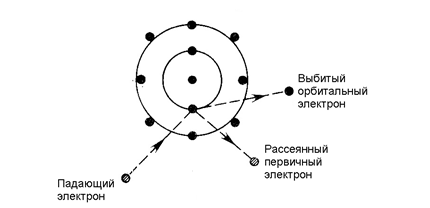 Выбитый
орбитальный
электрон
Рассеянный
первичный
электрон
Падающий
электрон